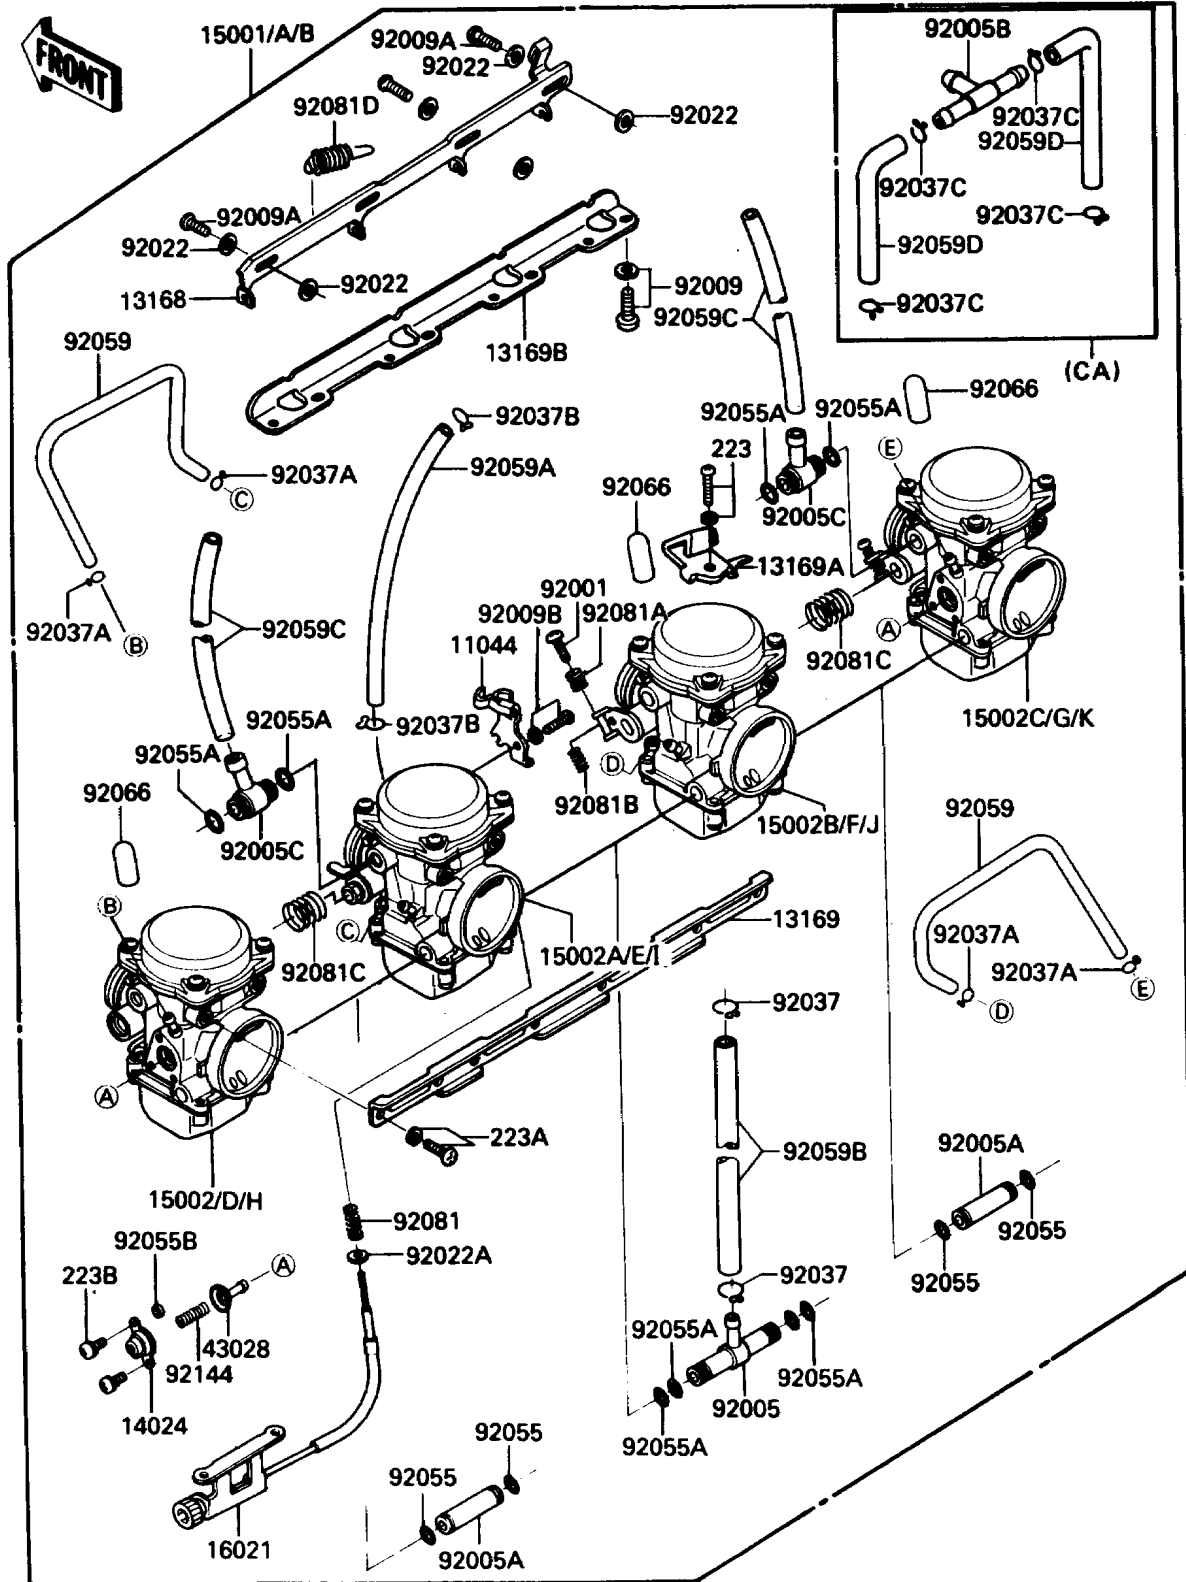 FRONT
15001/A/B
92009A
92022
92081D
92022
92009A
92022
92022
13168
92009
92059C
13169B
92005B
92037C
92059D
92037C
92037C
92059D
92037C
(CA)
92059
92037A
C
92037A
B
92037B
92059A
92066
92055A
92055A
E
223
92066
92005C
13169A
92001
92081A
92009B
11044
92081C
A
15002C/G/K
92059C
92055A
92055A
92037B
D
92081B
15002B/F/J
92066
92005C
B
C
92081C
15002A/E/I
13169
92059
92037A
92037A
D
E
92037
A
15002/D/H
223A
92059B
92005A
92055
92055
92081
92022A
92055B
223B
A
43028
92144
14024
92037
92055A
92055A
92005
92055A
92055
92055
92005A
16021